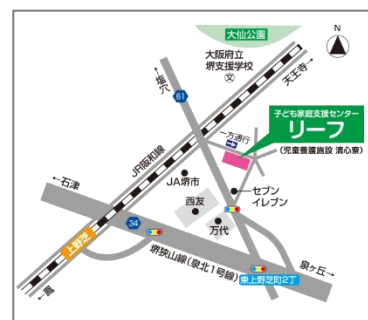 N
大仙公園
大阪府立
堺支援学校
天王寺→
←塩穴
61
子ども家庭支援センター
リーフ
(児童養護施設 清心寮)
一方通行
JR阪和線
JA堺市
セブン
イレブン
←石津
西友
34
万代
上野芝
堺狭山線(泉北1号線)
泉ヶ丘→
東上野芝町2丁
←鳳